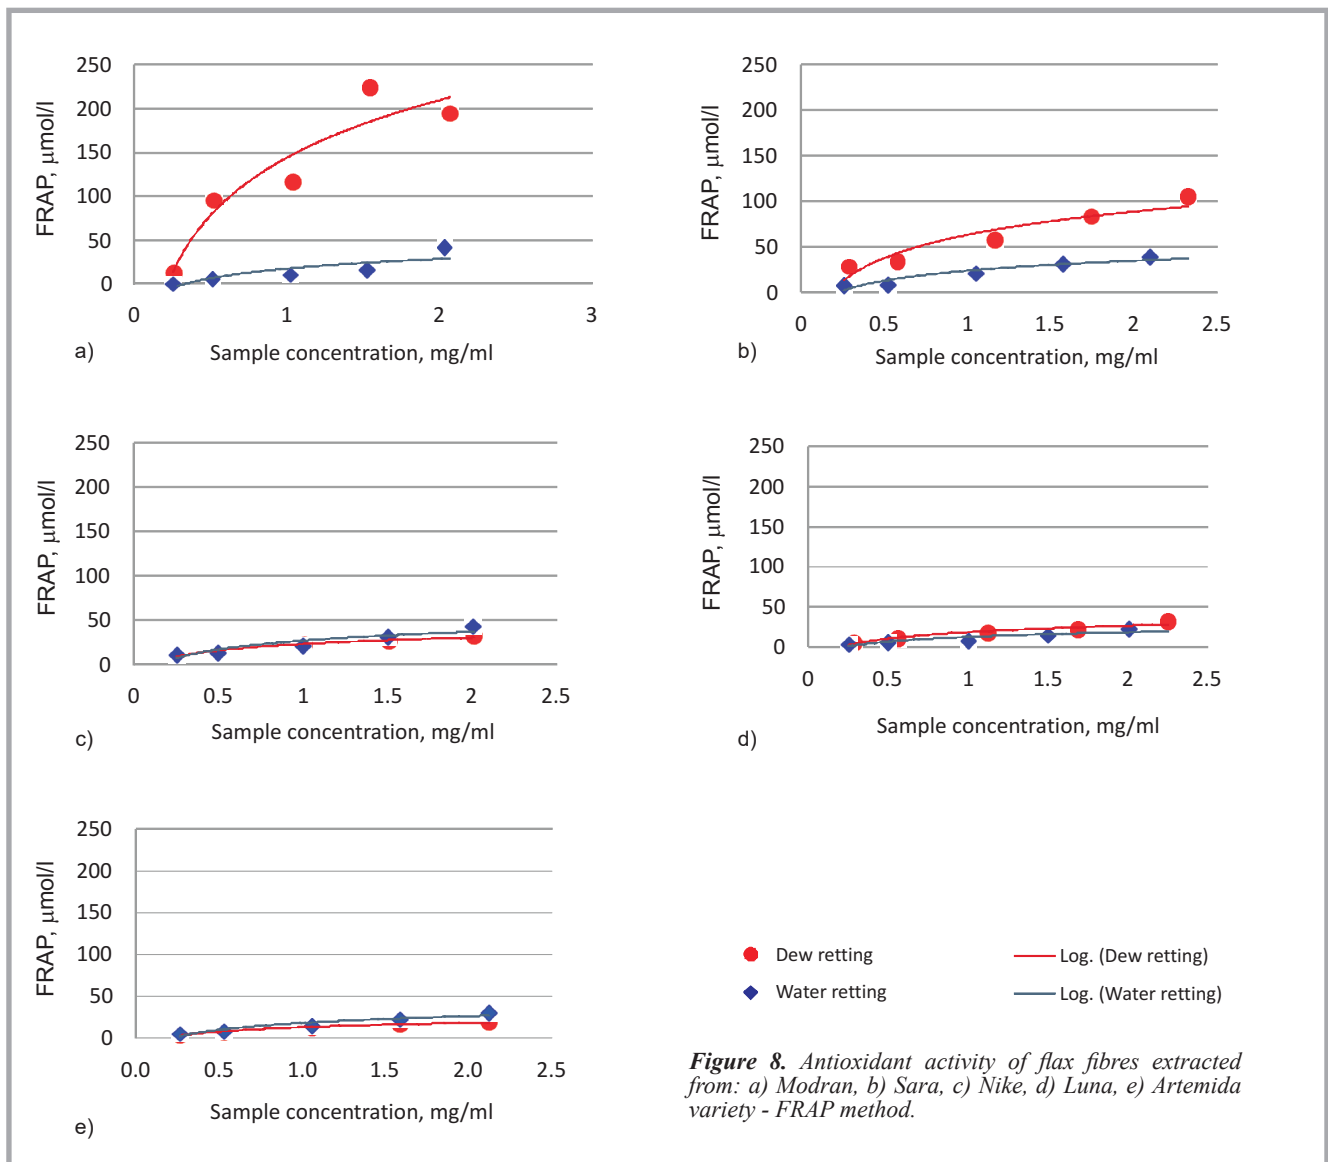 250
200
150
100
50
0
FRAP, μmol/l
0 1 2 3
Sample concentration, mg/ml
a)
250
200
150
100
50
0
FRAP, μmol/l
0 0.5 1 1.5 2 2.5
Sample concentration, mg/ml
b)
250
200
150
100
50
0
FRAP, μmol/l
0 0.5 1 1.5 2 2.5
Sample concentration, mg/ml
c)
250
200
150
100
50
0
FRAP, μmol/l
0 0.5 1 1.5 2 2.5
Sample concentration, mg/ml
d)
250
200
150
100
50
0
FRAP, μmol/l
0.0 0.5 1.0 1.5 2.0 2.5
Sample concentration, mg/ml
e)
Dew retting Log. (Dew retting)
Water retting Log. (Water retting)
Figure 8. Antioxidant activity of flax fibres extracted
from: a) Modran, b) Sara, c) Nike, d) Luna, e) Artemida
variety - FRAP method.